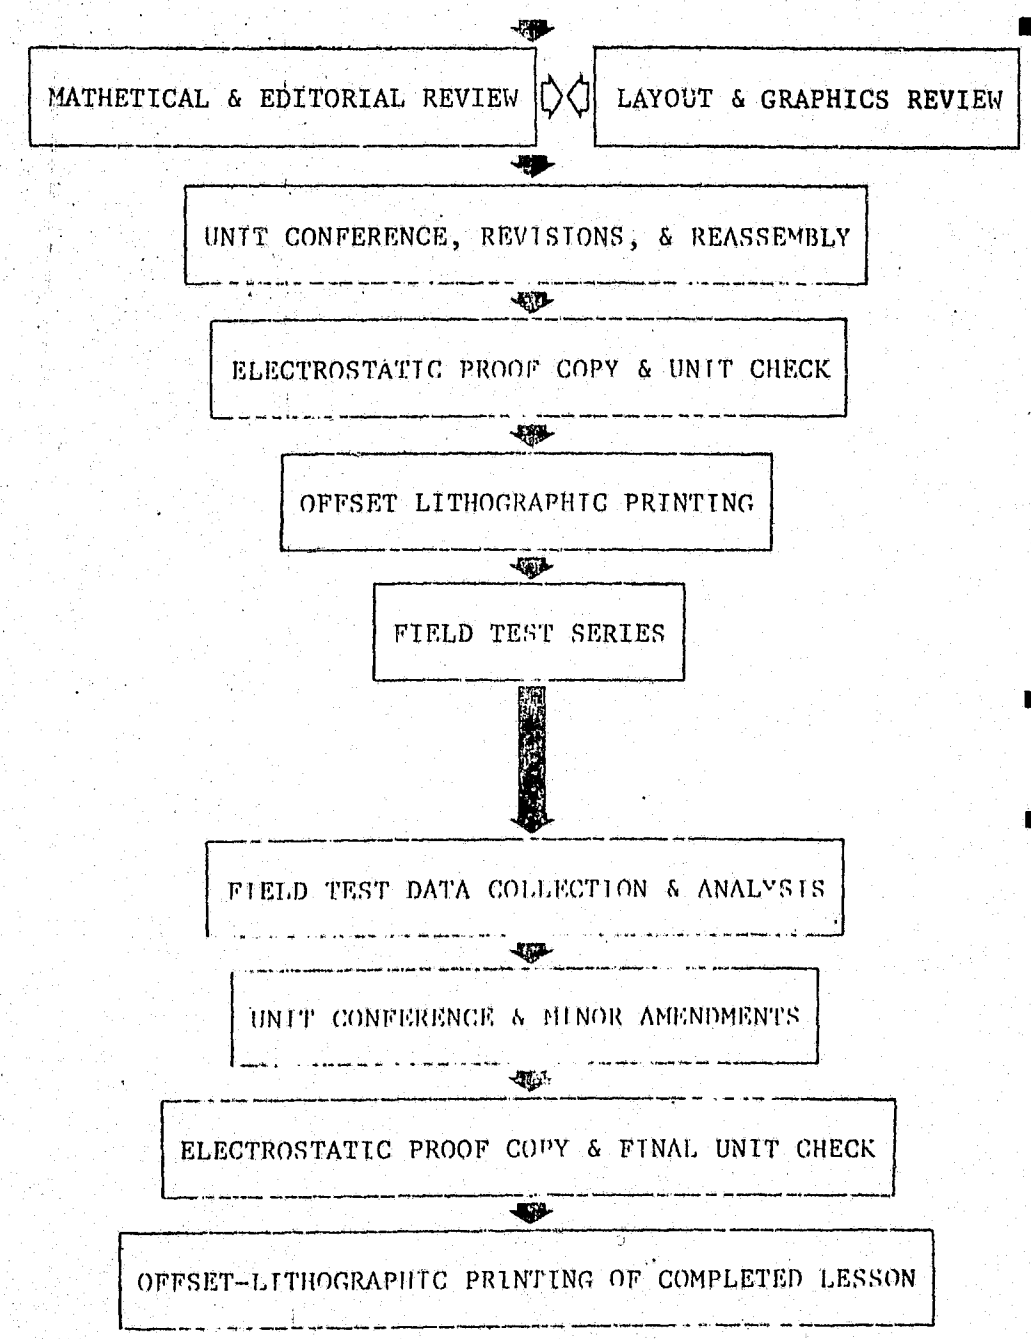 MATHETICAL & EDITORIAL REVIEW
LAYOUT & GRAPHICS REVIEW
UNIT CONFERENCE, REVISIONS, & REASSEMBLY
ELECTROSTATIC PROOF COPY & UNIT CHECK
OFFSET LITHOGRAPHIC PRINTING
FIELD TEST SERIES
FIELD TEST DATA COLLECTION & ANALYSIS
UNIT CONFERENCE & MINOR AMENDMENTS
ELECTROSTATIC PROOF COPY & FINAL UNIT CHECK
OFFSET-LITHOGRAPHIC PRINTING OF COMPLETED LESSON